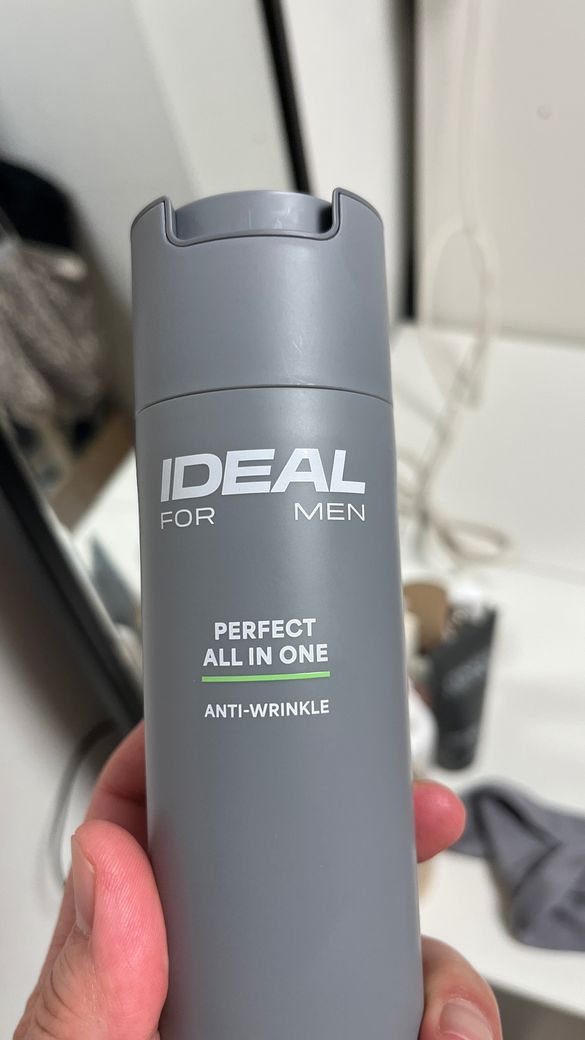 IDEAL
FOR MEN
PERFECT
ALL IN ONE
ANTI-WRINKLE